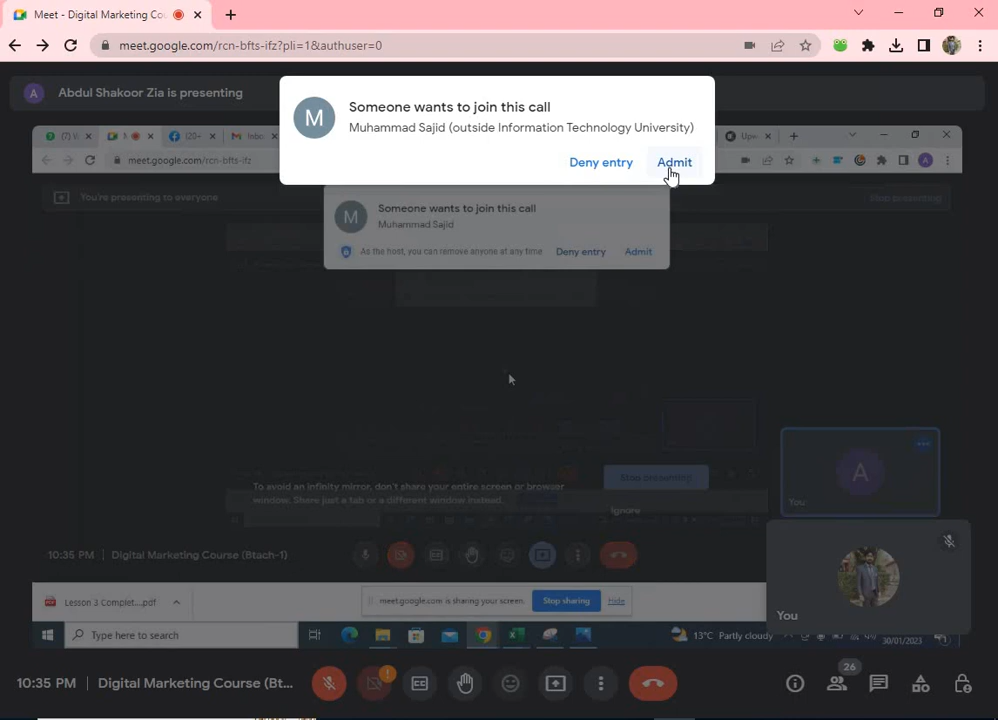 Meet - Digital Marketing Co
meet.google.com/rcn-bfts-ifz?pli=1&authuser=0
A
Abdul Shakoor Zia is presenting
M
Someone wants to join this call
Muhammad Sajid (outside Information Technology University)
Deny entry
Admit
(7) W
(20+
Inbo
Upw
meet.google.com/rcn-bfts-ifz
A
You're presenting to everyone
Stop presenting
M
Someone wants to join this call
Muhammad Sajid
As the host, you can remove anyone at any time
Deny entry
Admit
To avoid an infinity mirror, don't share your entire screen or browser
window. Share just a tab or a different window instead.
Stop presenting
Ignore
A
You
10:35 PM | Digital Marketing Course (Btach-1)
You
Lesson 3 Complet....pdf
meet.google.com is sharing your screen.
Stop sharing
Hide
Type here to search
13°C Partly cloudy
30/01/2023
10:35 PM | Digital Marketing Course (Bt...
26